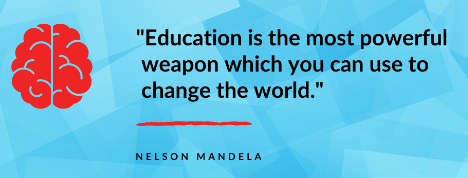 "Education is the most powerful
weapon which you can use to
change the world."
NELSON MANDELA